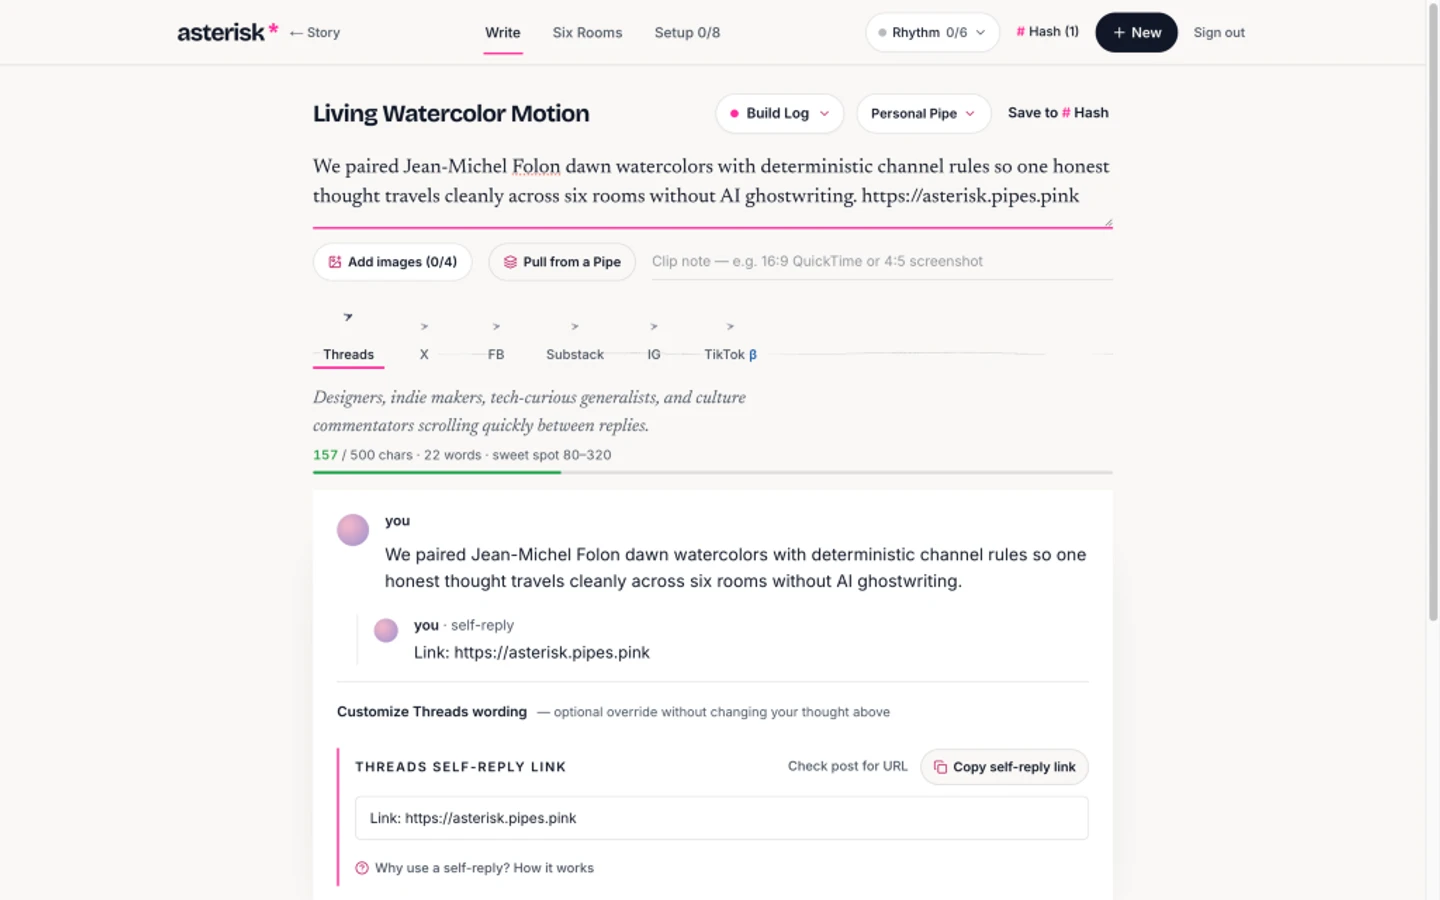 asterisk* ← Story Write Six Rooms Setup 0/8 Rhythm 0/6 # Hash (1) + New Sign out
Living Watercolor Motion Build Log Personal Pipe Save to # Hash
We paired Jean-Michel Folon dawn watercolors with deterministic channel rules so one honest
thought travels cleanly across six rooms without AI ghostwriting. https://asterisk.pipes.pink
Add images (0/4) Pull from a Pipe Clip note — e.g. 16:9 QuickTime or 4:5 screenshot
Threads X FB Substack IG TikTok β
Designers, indie makers, tech-curious generalists, and culture
commentators scrolling quickly between replies.
157 / 500 chars · 22 words · sweet spot 80–320
you
We paired Jean-Michel Folon dawn watercolors with deterministic channel rules so one
honest thought travels cleanly across six rooms without AI ghostwriting.
you · self-reply
Link: https://asterisk.pipes.pink
Customize Threads wording — optional override without changing your thought above
THREADS SELF-REPLY LINK Check post for URL Copy self-reply link
Link: https://asterisk.pipes.pink
Why use a self-reply? How it works